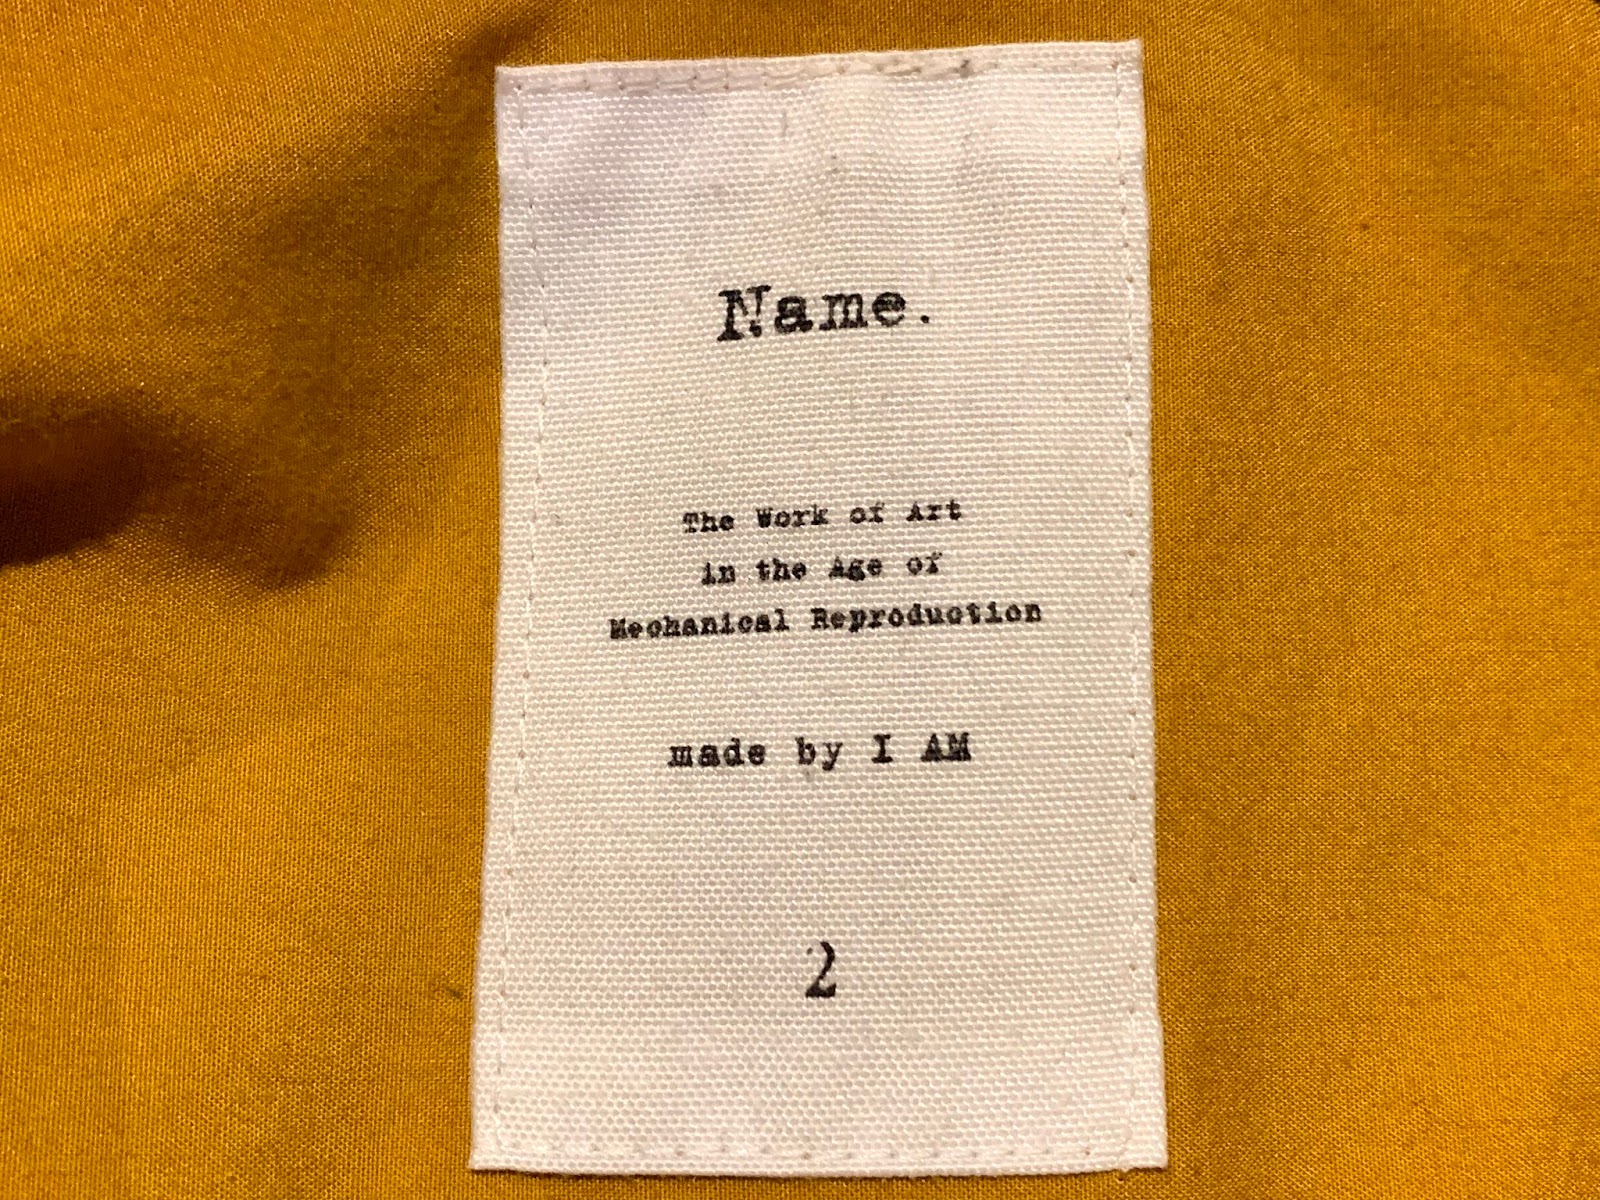 Name.
The Work of Art
in the Age of
Mechanical Reproduction
made by I AM
2